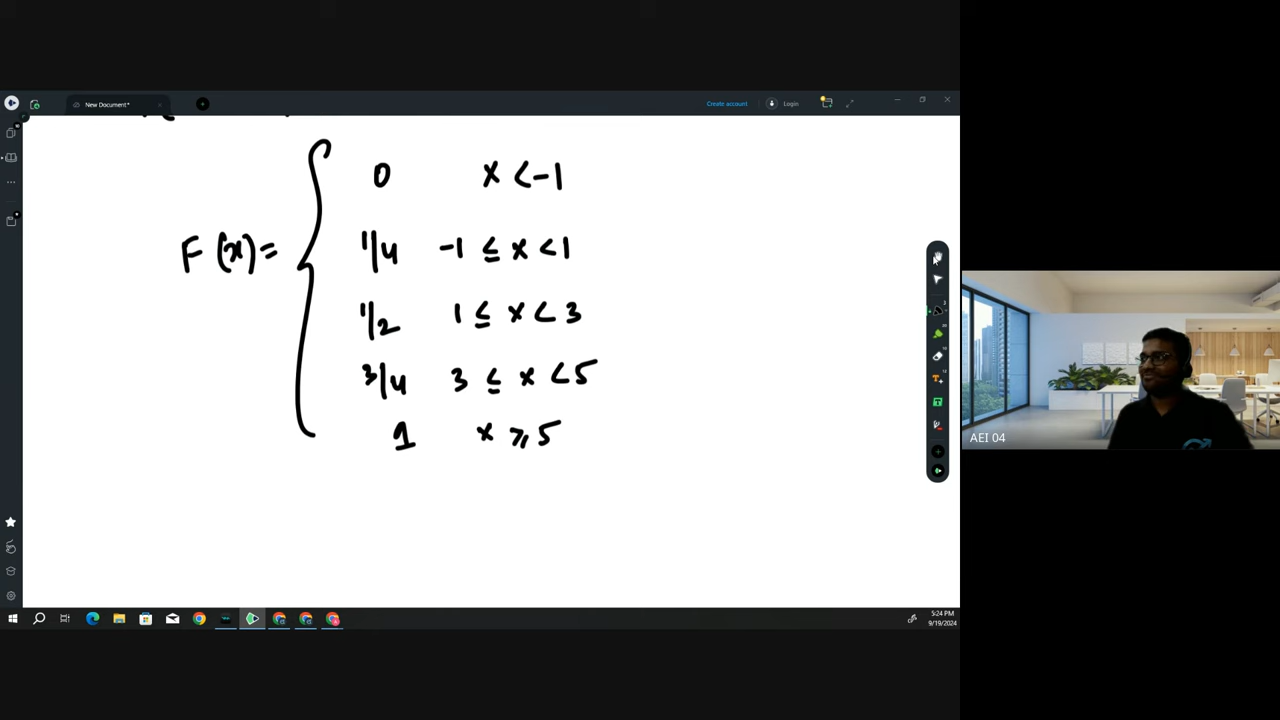 New Document*
Create account
Login
0 x < -1
F (x) =
1/4 -1 ≤ x < 1
1/2 1 ≤ x < 3
3/4 3 ≤ x < 5
1 x ≥ 5
AEI 04
5:24 PM
9/19/2024